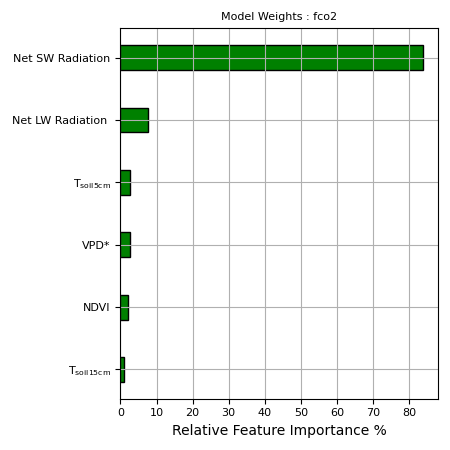 Model Weights : fco2
Net SW Radiation
Net LW Radiation
Tsoil5cm
VPD*
NDVI
Tsoil15cm
0 10 20 30 40 50 60 70 80
Relative Feature Importance %